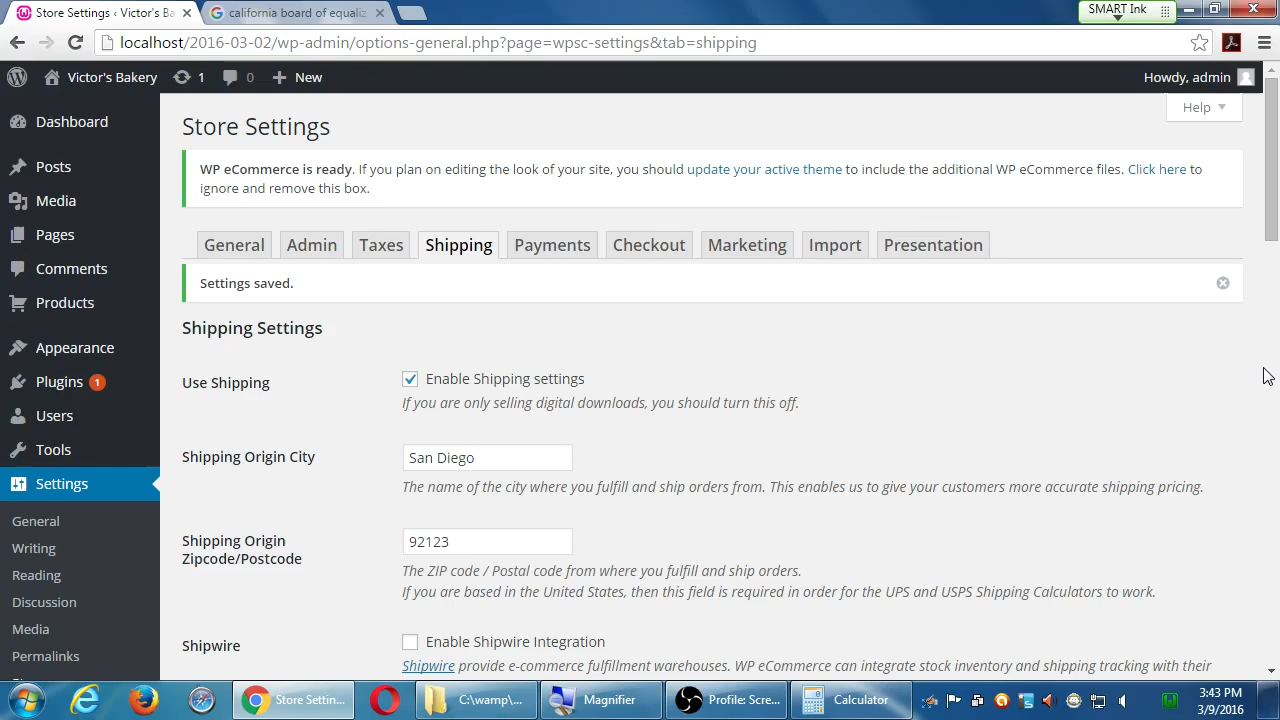 Store Settings ‹ Victor's Ba
california board of equaliz
SMART Ink
localhost/2016-03-02/wp-admin/options-general.php?page=wpsc-settings&tab=shipping
Victor's Bakery
1
0
New
Howdy, admin
Help
Dashboard
Posts
Media
Pages
Comments
Products
Appearance
Plugins 1
Users
Tools
Settings
General
Writing
Reading
Discussion
Media
Permalinks
Store Settings
WP eCommerce is ready. If you plan on editing the look of your site, you should update your active theme to include the additional WP eCommerce files. Click here to
ignore and remove this box.
General
Admin
Taxes
Shipping
Payments
Checkout
Marketing
Import
Presentation
Settings saved.
Shipping Settings
Use Shipping
Enable Shipping settings
If you are only selling digital downloads, you should turn this off.
Shipping Origin City
San Diego
The name of the city where you fulfill and ship orders from. This enables us to give your customers more accurate shipping pricing.
Shipping Origin
Zipcode/Postcode
92123
The ZIP code / Postal code from where you fulfill and ship orders.
If you are based in the United States, then this field is required in order for the UPS and USPS Shipping Calculators to work.
Shipwire
Enable Shipwire Integration
Shipwire provide e-commerce fulfillment warehouses. WP eCommerce can integrate stock inventory and shipping tracking with their
Store Settin...
C:\wamp\...
Magnifier
Profile: Scre...
Calculator
3:43 PM
3/9/2016